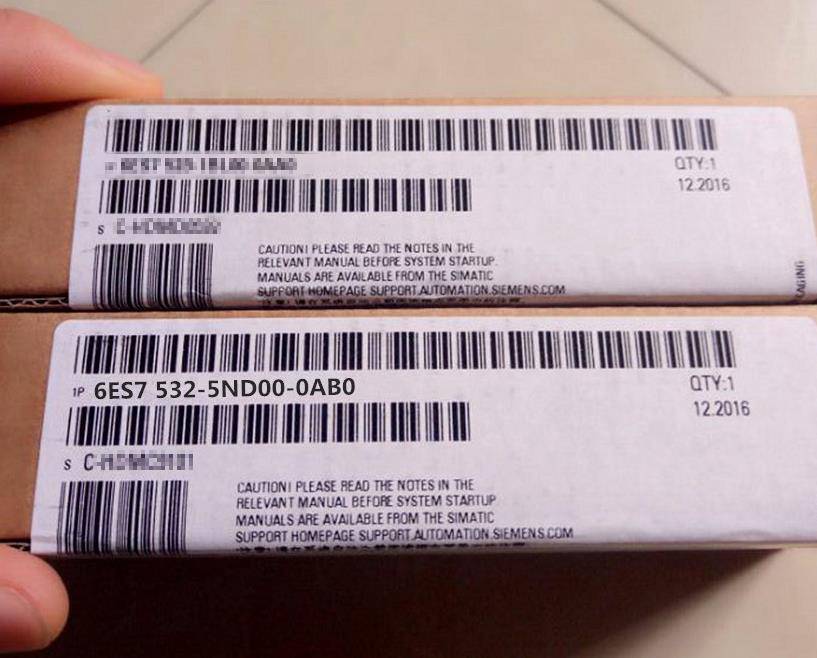 QTY:1
12.2016
S
CAUTION! PLEASE READ THE NOTES IN THE
RELEVANT MANUAL BEFORE SYSTEM STARTUP.
MANUALS ARE AVAILABLE FROM THE SIMATIC
SUPPORT HOMEPAGE SUPPORT.AUTOMATION.SIEMENS.COM
1P 6ES7 532-5ND00-0AB0
QTY:1
12.2016
S
CAUTION! PLEASE READ THE NOTES IN THE
RELEVANT MANUAL BEFORE SYSTEM STARTUP
MANUALS ARE AVAILABLE FROM THE SIMATIC
SUPPORT HOMEPAGE SUPPORT.AUTOMATION.SIEMENS.COM